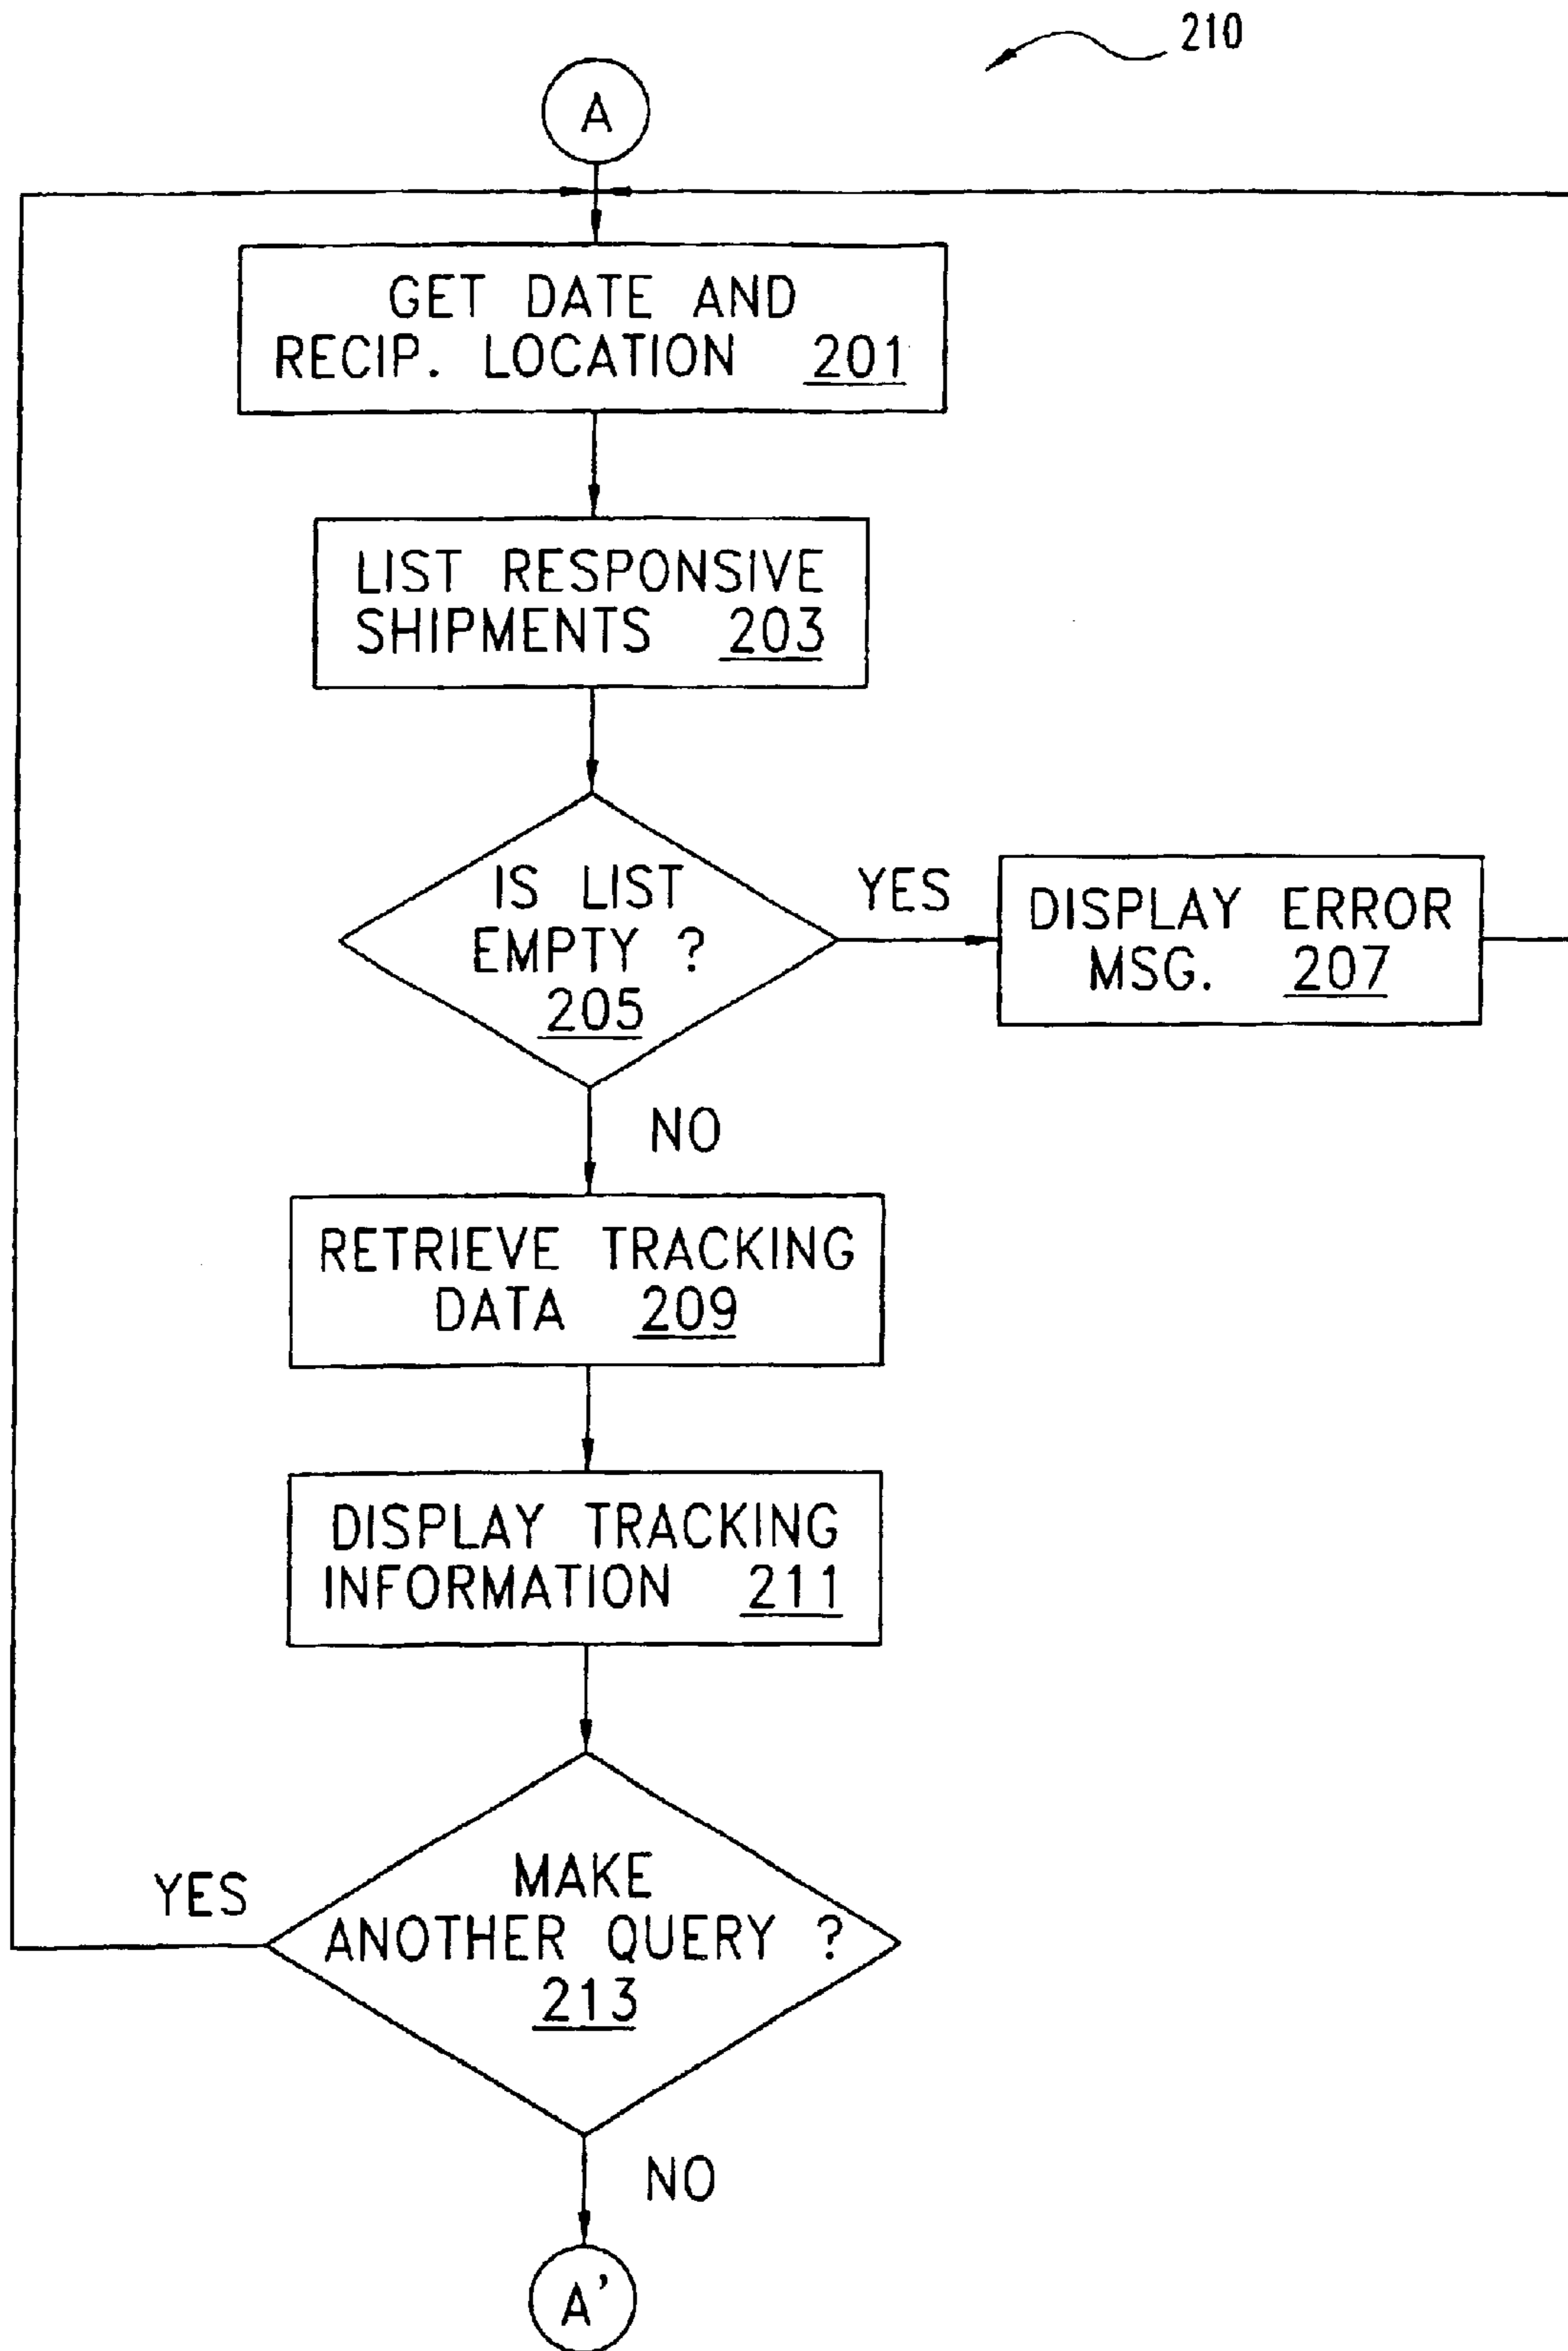 210
A
GET DATE AND
RECIP. LOCATION 201
LIST RESPONSIVE
SHIPMENTS 203
IS LIST
EMPTY ?
205
YES
DISPLAY ERROR
MSG. 207
NO
RETRIEVE TRACKING
DATA 209
DISPLAY TRACKING
INFORMATION 211
YES
MAKE
ANOTHER QUERY ?
213
NO
A'